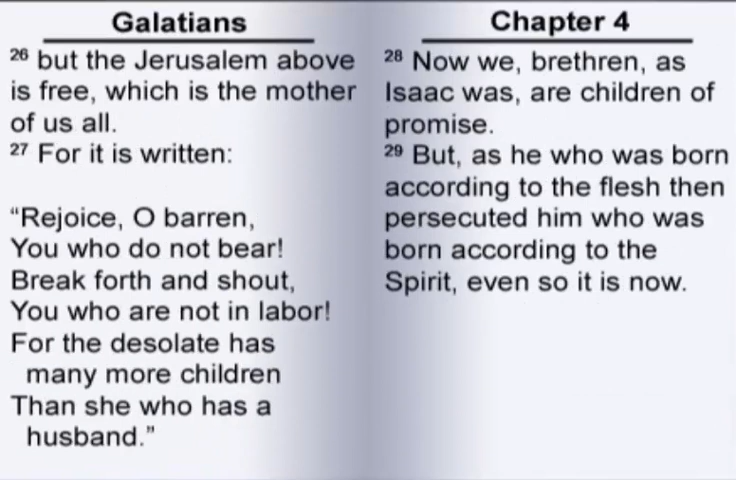 Galatians
26 but the Jerusalem above
is free, which is the mother
of us all.
27 For it is written:
“Rejoice, O barren,
You who do not bear!
Break forth and shout,
You who are not in labor!
For the desolate has
many more children
Than she who has a
husband.”
Chapter 4
28 Now we, brethren, as
Isaac was, are children of
promise.
29 But, as he who was born
according to the flesh then
persecuted him who was
born according to the
Spirit, even so it is now.